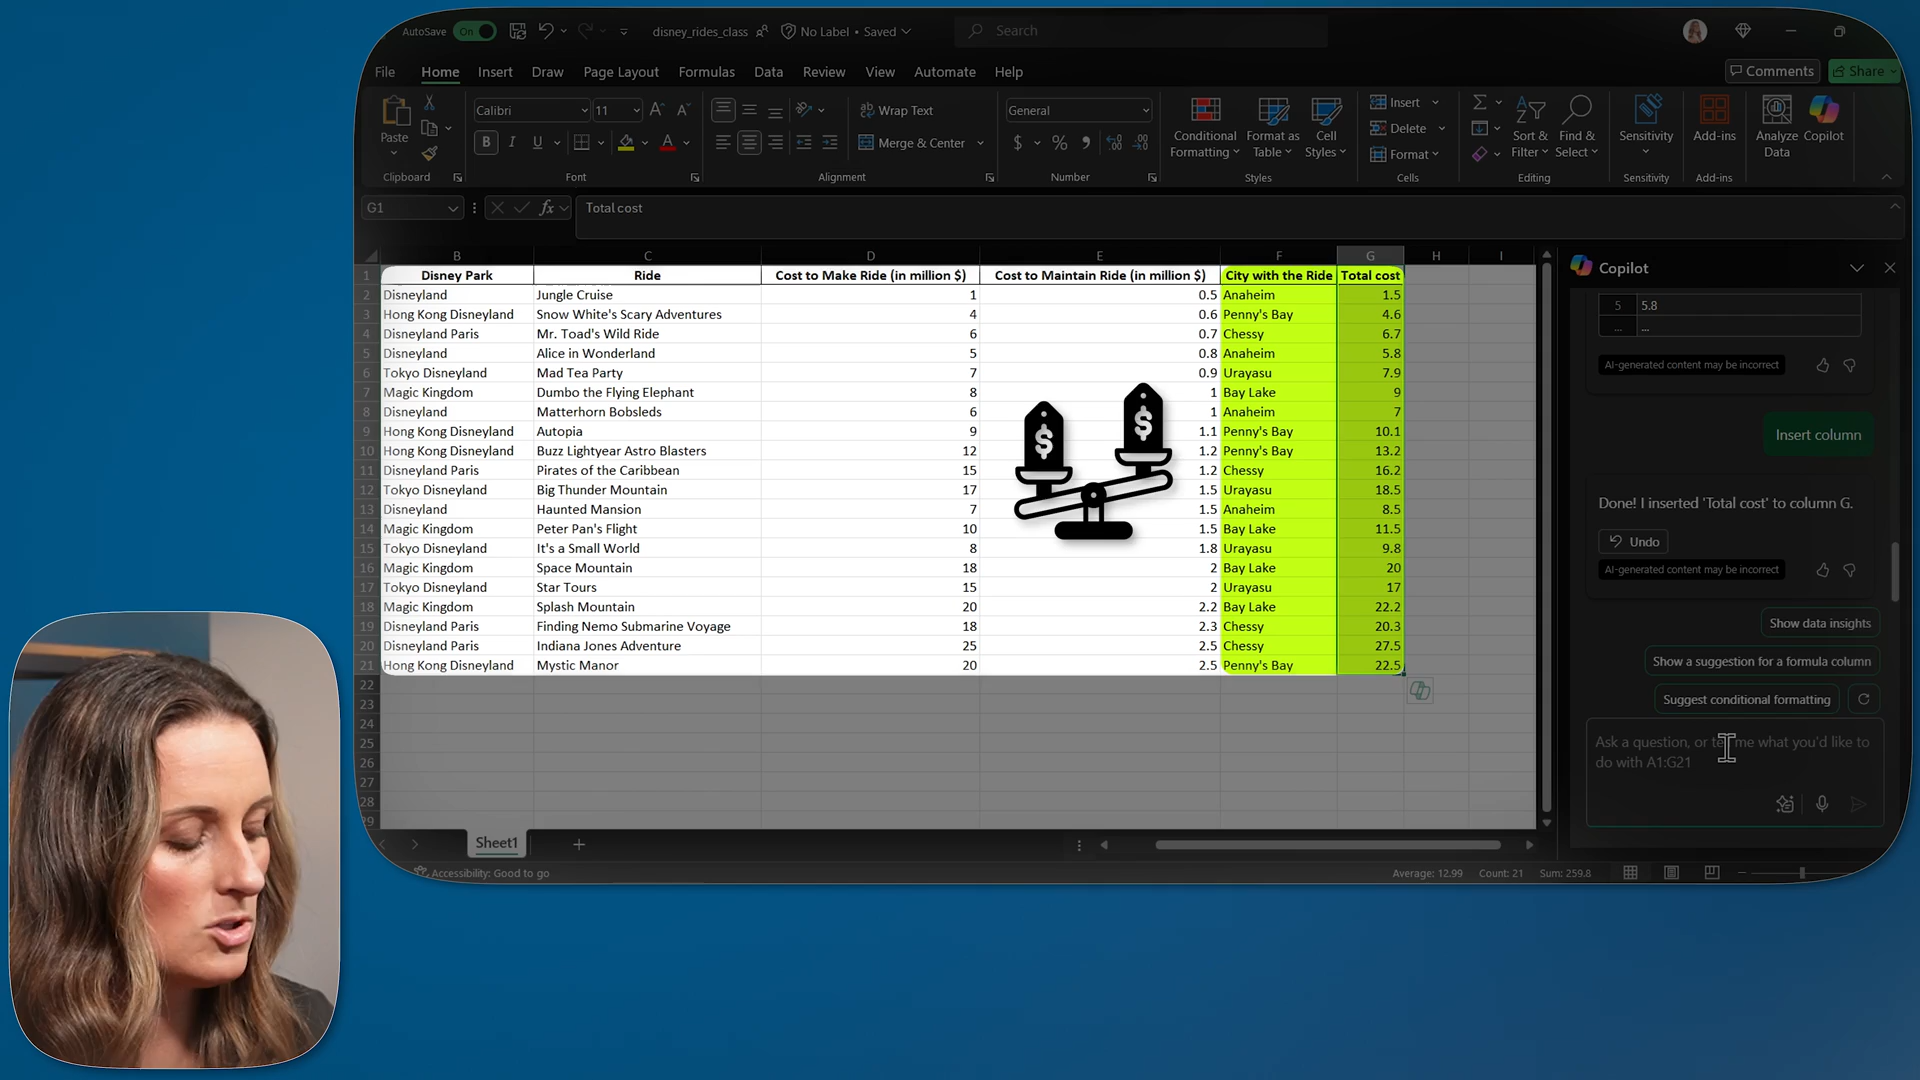 AutoSave On disney_rides_class No Label • Saved Search
File Home Insert Draw Page Layout Formulas Data Review View Automate Help Comments Share
Paste Calibri 11 Wrap Text General Conditional Formatting Format as Table Cell Styles Insert Sort & Filter Find & Select Sensitivity Add-ins Analyze Data Copilot
B I U Merge & Center $ % Delete
Format
Clipboard Font Alignment Number Styles Cells Editing Sensitivity Add-ins
G1 fx Total cost
B C D E F G H I
1 Disney Park Ride Cost to Make Ride (in million $) Cost to Maintain Ride (in million $) City with the Ride Total cost
2 Disneyland Jungle Cruise 1 0.5 Anaheim 1.5
3 Hong Kong Disneyland Snow White's Scary Adventures 4 0.6 Penny's Bay 4.6
4 Disneyland Paris Mr. Toad's Wild Ride 6 0.7 Chessy 6.7
5 Disneyland Alice in Wonderland 5 0.8 Anaheim 5.8
6 Tokyo Disneyland Mad Tea Party 7 0.9 Urayasu 7.9
7 Magic Kingdom Dumbo the Flying Elephant 8 1 Bay Lake 9
8 Disneyland Matterhorn Bobsleds 6 1 Anaheim 7
9 Hong Kong Disneyland Autopia 9 1.1 Penny's Bay 10.1
10 Hong Kong Disneyland Buzz Lightyear Astro Blasters 12 1.2 Penny's Bay 13.2
11 Disneyland Paris Pirates of the Caribbean 15 1.2 Chessy 16.2
12 Tokyo Disneyland Big Thunder Mountain 17 1.5 Urayasu 18.5
13 Disneyland Haunted Mansion 7 1.5 Anaheim 8.5
14 Magic Kingdom Peter Pan's Flight 10 1.5 Bay Lake 11.5
15 Tokyo Disneyland It's a Small World 8 1.8 Urayasu 9.8
16 Magic Kingdom Space Mountain 18 2 Bay Lake 20
17 Tokyo Disneyland Star Tours 15 2 Urayasu 17
18 Magic Kingdom Splash Mountain 20 2.2 Bay Lake 22.2
19 Disneyland Paris Finding Nemo Submarine Voyage 18 2.3 Chessy 20.3
20 Disneyland Paris Indiana Jones Adventure 25 2.5 Chessy 27.5
21 Hong Kong Disneyland Mystic Manor 20 2.5 Penny's Bay 22.5
22
23
24
25
26
27
28
29
$ $
Sheet1
Accessibility: Good to go Average: 12.99 Count: 21 Sum: 259.8
Copilot
5 5.8
... ...
AI-generated content may be incorrect
Insert column
Done! I inserted 'Total cost' to column G.
Undo
AI-generated content may be incorrect
Show data insights
Show a suggestion for a formula column
Suggest conditional formatting
Ask a question, or tell me what you'd like to
do with A1:G21